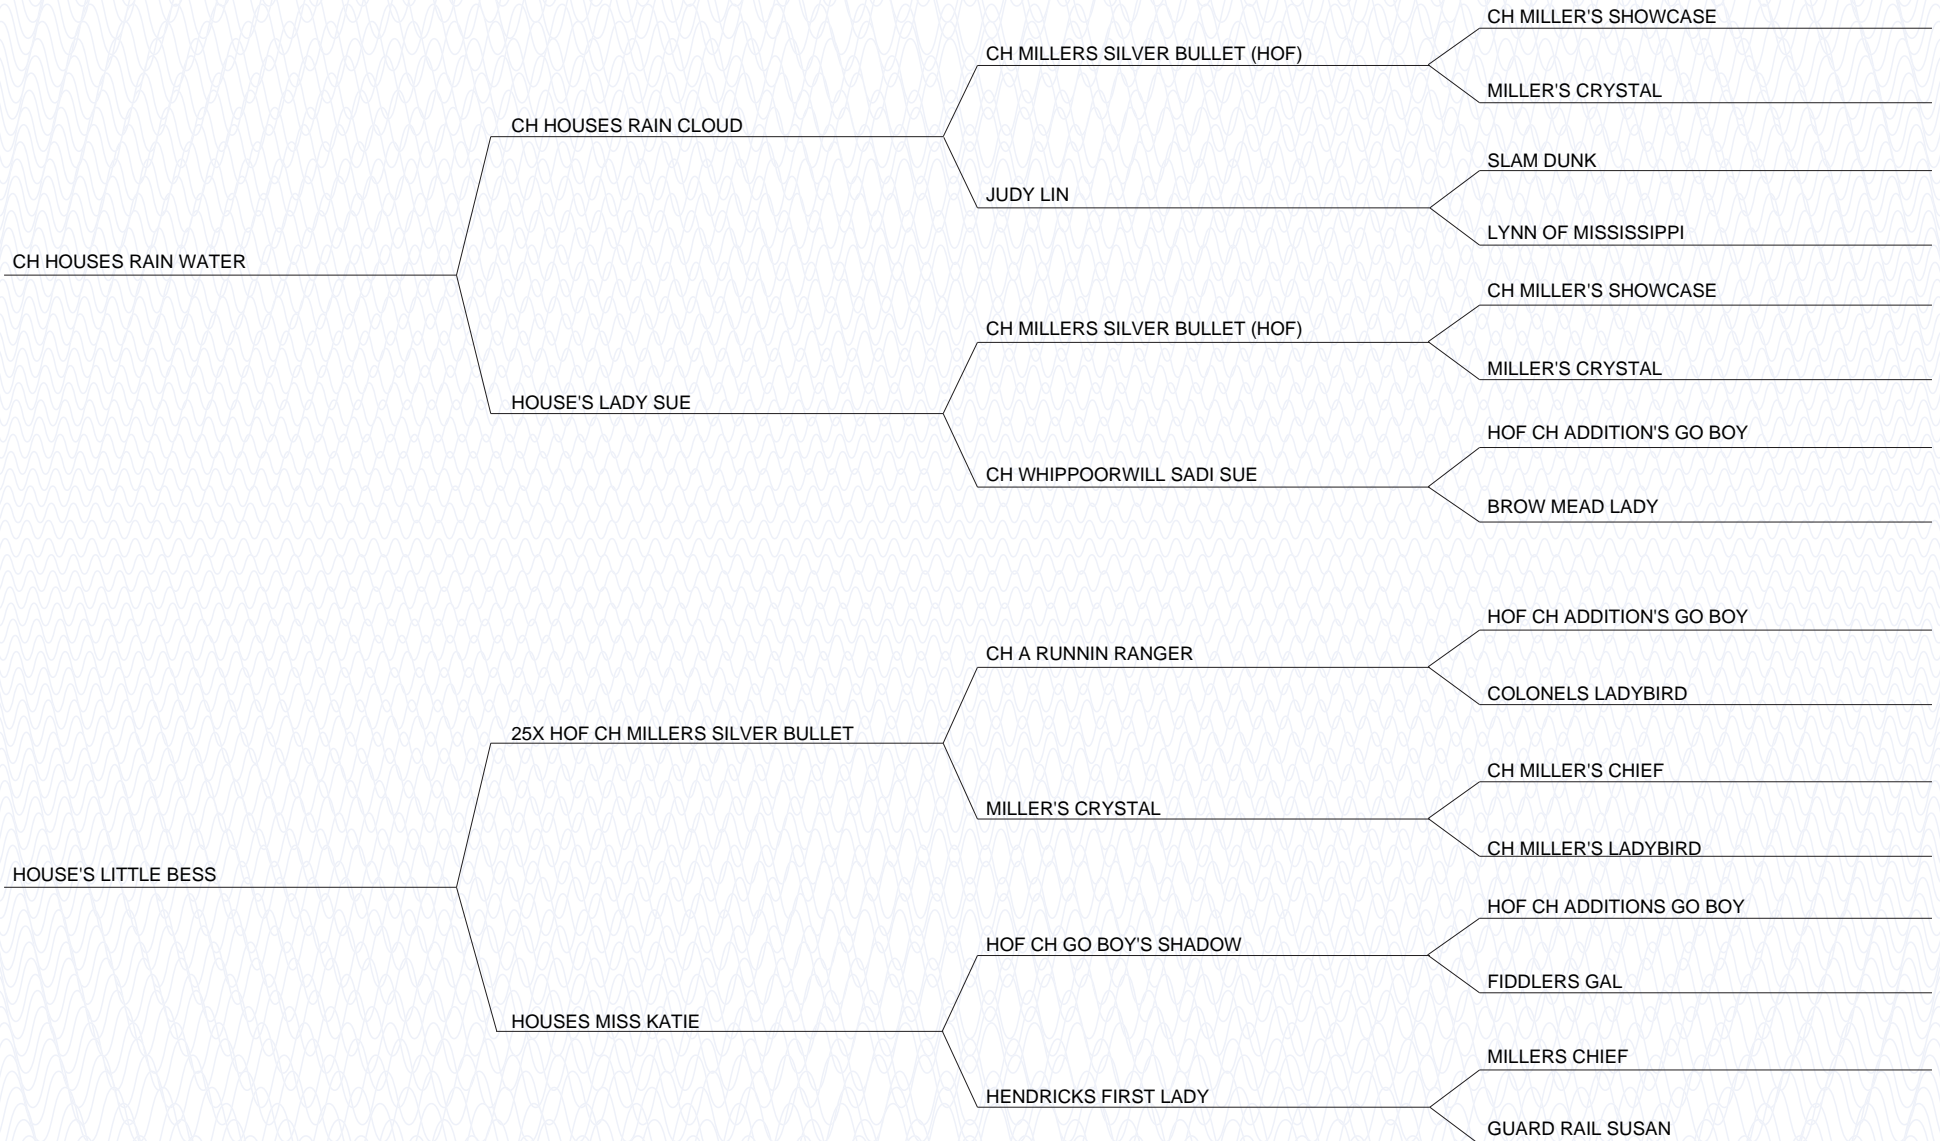 CH MILLER'S SHOWCASE
CH MILLERS SILVER BULLET (HOF)
MILLER'S CRYSTAL
CH HOUSES RAIN CLOUD
SLAM DUNK
JUDY LIN
LYNN OF MISSISSIPPI
CH HOUSES RAIN WATER
CH MILLER'S SHOWCASE
CH MILLERS SILVER BULLET (HOF)
MILLER'S CRYSTAL
HOUSE'S LADY SUE
HOF CH ADDITION'S GO BOY
CH WHIPPOORWILL SADI SUE
BROW MEAD LADY
HOF CH ADDITION'S GO BOY
CH A RUNNIN RANGER
COLONELS LADYBIRD
25X HOF CH MILLERS SILVER BULLET
CH MILLER'S CHIEF
MILLER'S CRYSTAL
CH MILLER'S LADYBIRD
HOUSE'S LITTLE BESS
HOF CH ADDITIONS GO BOY
HOF CH GO BOY'S SHADOW
FIDDLERS GAL
HOUSES MISS KATIE
MILLERS CHIEF
HENDRICKS FIRST LADY
GUARD RAIL SUSAN